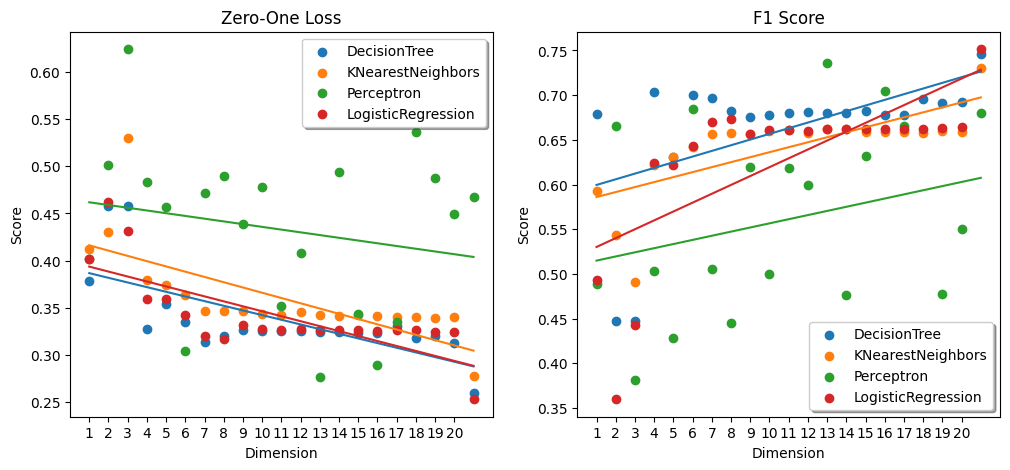 Zero-One Loss
Score
0.60
0.55
0.50
0.45
0.40
0.35
0.30
0.25
DecisionTree
KNearestNeighbors
Perceptron
LogisticRegression
1 2 3 4 5 6 7 8 9 10 11 12 13 14 15 16 17 18 19 20
Dimension
F1 Score
Score
0.75
0.70
0.65
0.60
0.55
0.50
0.45
0.40
0.35
DecisionTree
KNearestNeighbors
Perceptron
LogisticRegression
1 2 3 4 5 6 7 8 9 10 11 12 13 14 15 16 17 18 19 20
Dimension